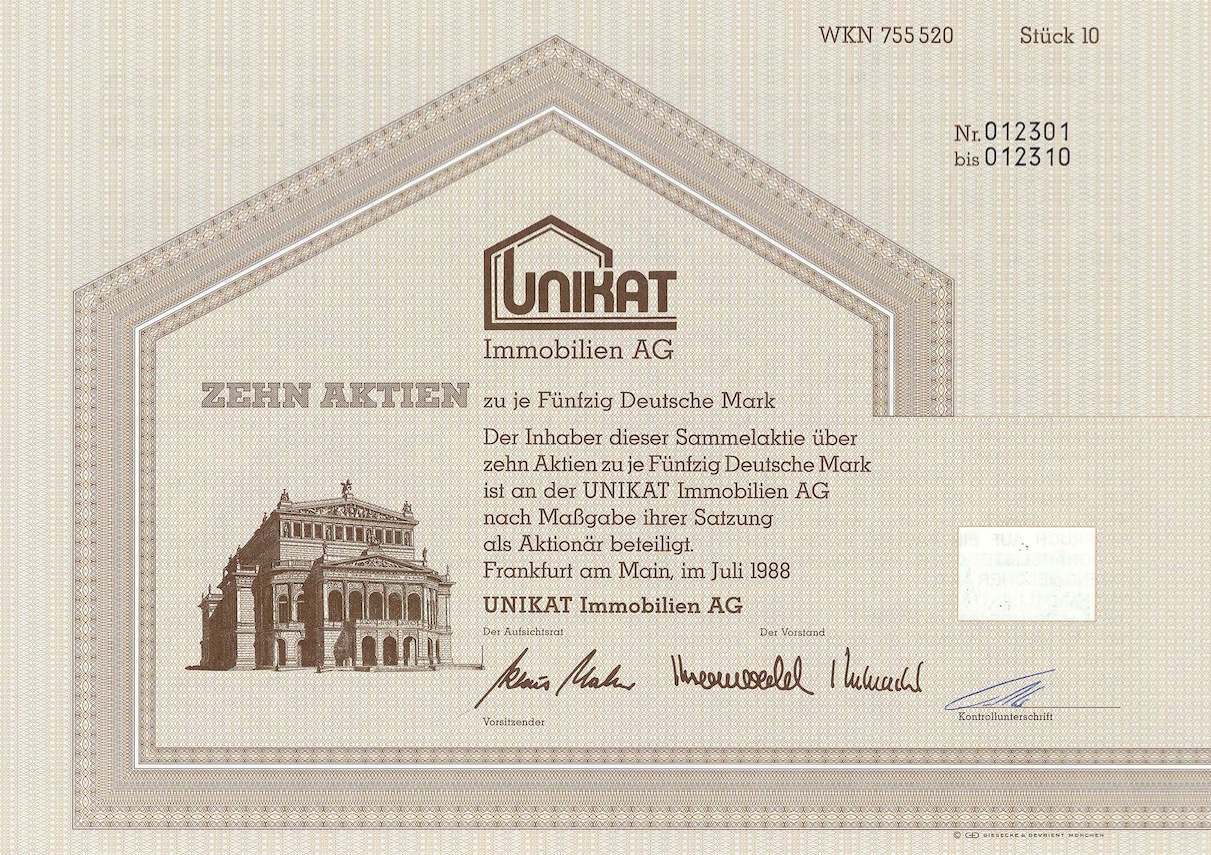 WKN 755 520 Stück 10
Nr. 012301
bis 012310
UNIKAT
Immobilien AG
ZEHN AKTIEN zu je Fünfzig Deutsche Mark
Der Inhaber dieser Sammelaktie über
zehn Aktien zu je Fünfzig Deutsche Mark
ist an der UNIKAT Immobilien AG
nach Maßgabe ihrer Satzung
als Aktionär beteiligt.
Frankfurt am Main, im Juli 1988
UNIKAT Immobilien AG
Der Aufsichtsrat Der Vorstand
Vorsitzender
Kontrollunterschrift
© GIESECKE & DEVRIENT MÜNCHEN